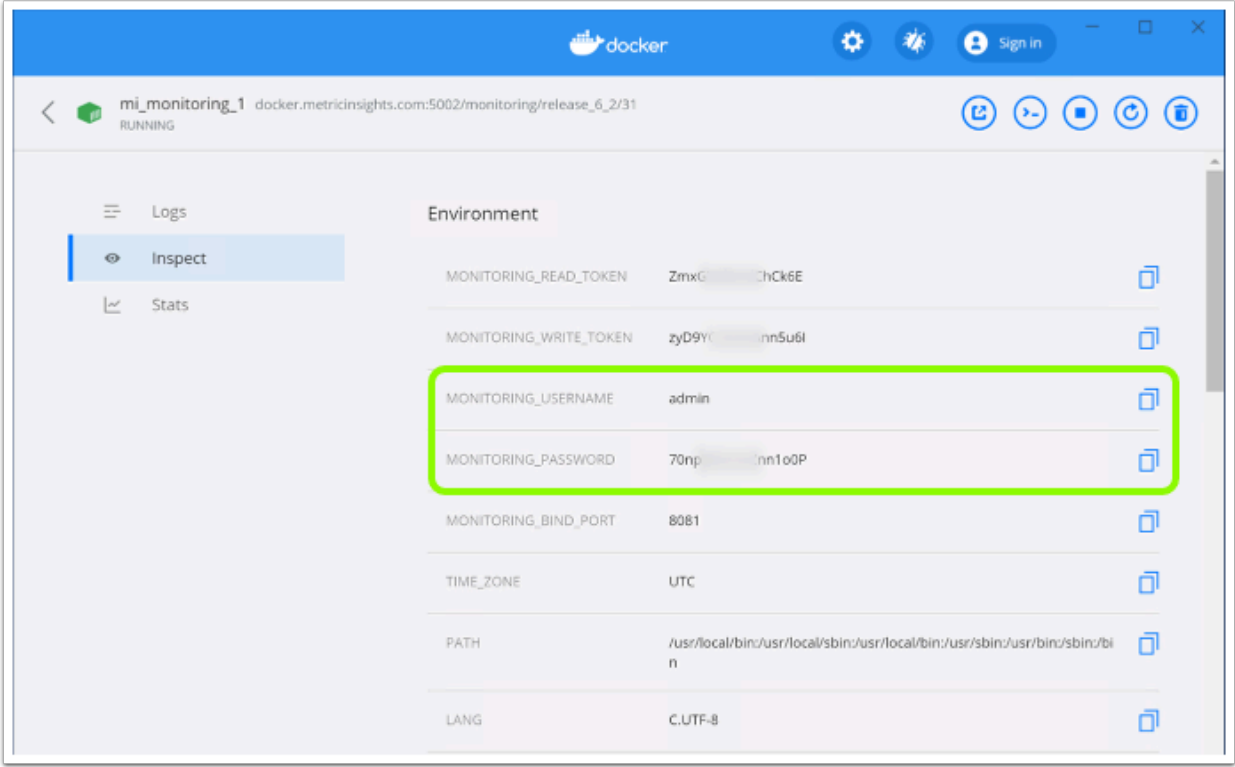 docker
Sign in
mi_monitoring_1 docker.metricinsights.com:5002/monitoring/release_6_2/31
RUNNING
Logs
Inspect
Stats
Environment
MONITORING_READ_TOKEN
MONITORING_WRITE_TOKEN
MONITORING_USERNAME admin
MONITORING_PASSWORD
MONITORING_BIND_PORT 8081
TIME_ZONE UTC
PATH /usr/local/bin:/usr/local/sbin:/usr/local/bin:/usr/sbin:/usr/bin:/sbin:/bi
n
LANG C.UTF-8